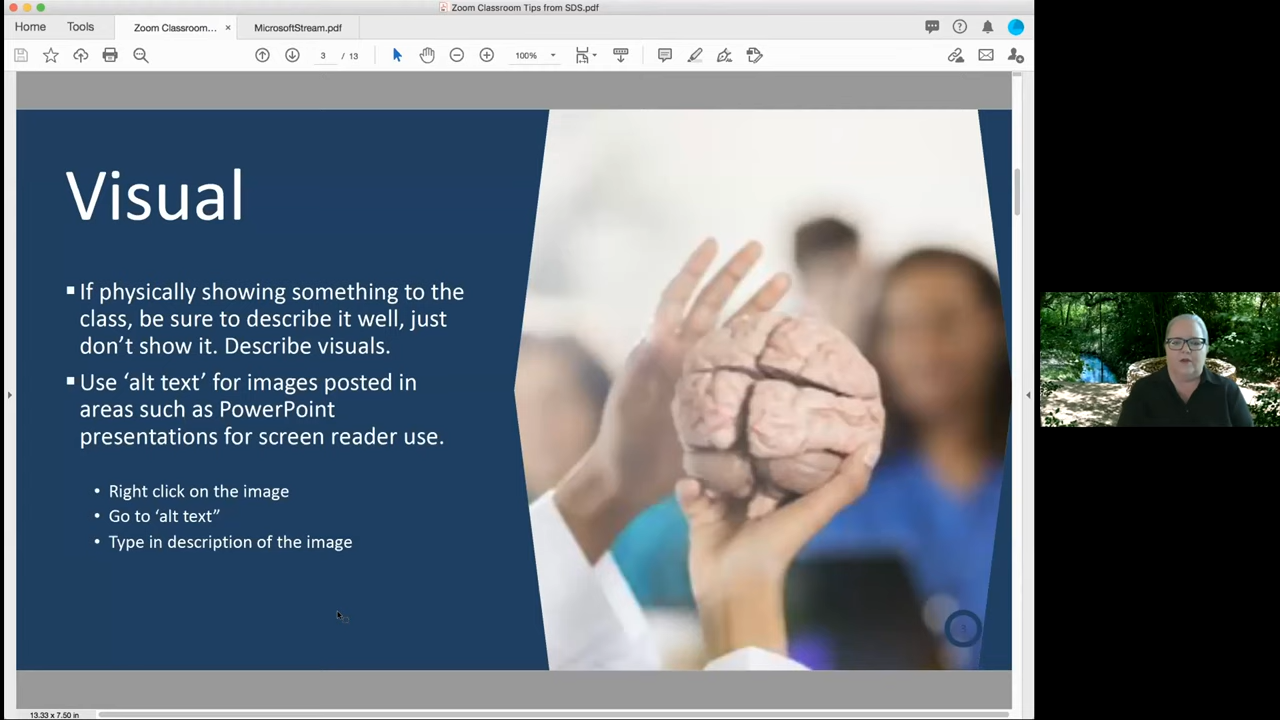 Zoom Classroom Tips from SDS.pdf
Home Tools Zoom Classroom... × MicrosoftStream.pdf
3 / 13 100%
Visual
▪ If physically showing something to the
class, be sure to describe it well, just
don’t show it. Describe visuals.
▪ Use ‘alt text’ for images posted in
areas such as PowerPoint
presentations for screen reader use.
• Right click on the image
• Go to ‘alt text”
• Type in description of the image
3
13.33 x 7.50 in